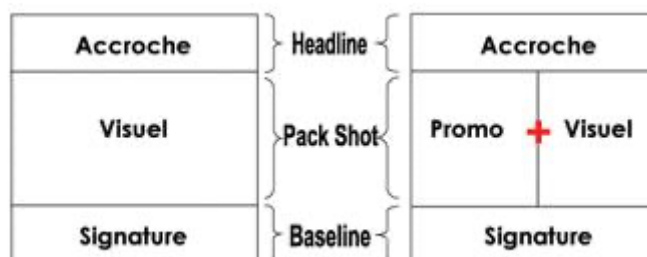 Accroche Headline Accroche
Visuel Pack Shot Promo + Visuel
Signature Baseline Signature